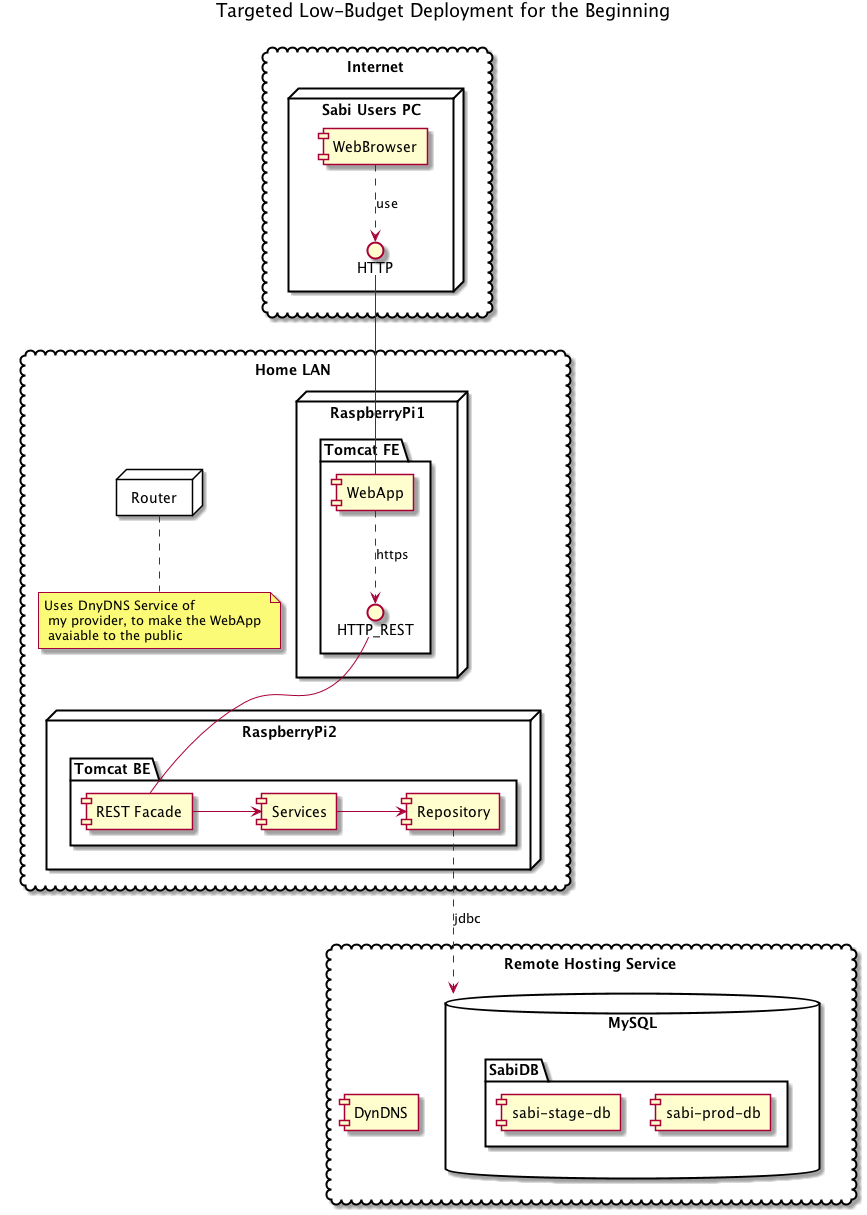 Targeted Low-Budget Deployment for the Beginning
Internet
Sabi Users PC
WebBrowser
use
HTTP
Home LAN
RaspberryPi1
Tomcat FE
WebApp
Router
https
Uses DnyDNS Service of
my provider, to make the WebApp
avaiable to the public
HTTP_REST
RaspberryPi2
Tomcat BE
REST Facade
Services
Repository
jdbc
Remote Hosting Service
MySQL
SabiDB
DynDNS
sabi-stage-db
sabi-prod-db